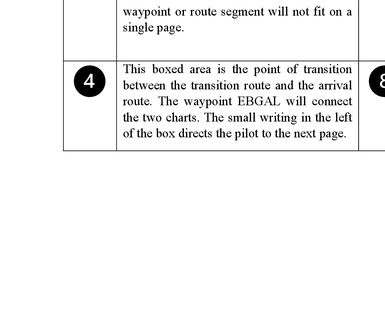 waypoint or route segment will not fit on a
single page.
4
This boxed area is the point of transition
between the transition route and the arrival
route. The waypoint EBGAL will connect
the two charts. The small writing in the left
of the box directs the pilot to the next page.
8